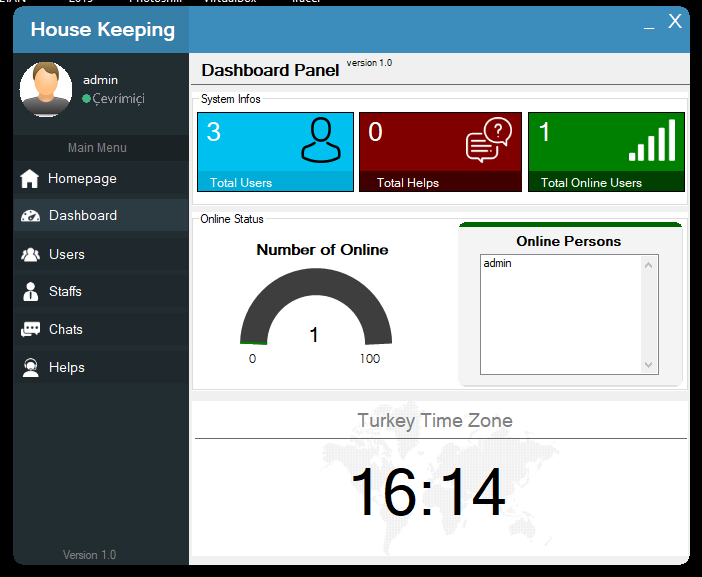 House Keeping
_ X
admin
Çevrimiçi
Main Menu
Homepage
Dashboard
Users
Staffs
Chats
Helps
Version 1.0
Dashboard Panel version 1.0
System Infos
3
Total Users
0
Total Helps
1
Total Online Users
Online Status
Number of Online
1
0 100
Online Persons
admin
Turkey Time Zone
16:14